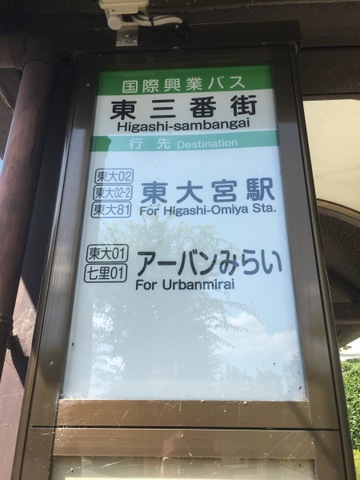 国際興業バス
東三番街
Higashi-sambangai
行先 Destination
東大02
東大02-2
東大81
東大宮駅
For Higashi-Omiya Sta.
東大01
七里01
アーバンみらい
For Urbanmirai